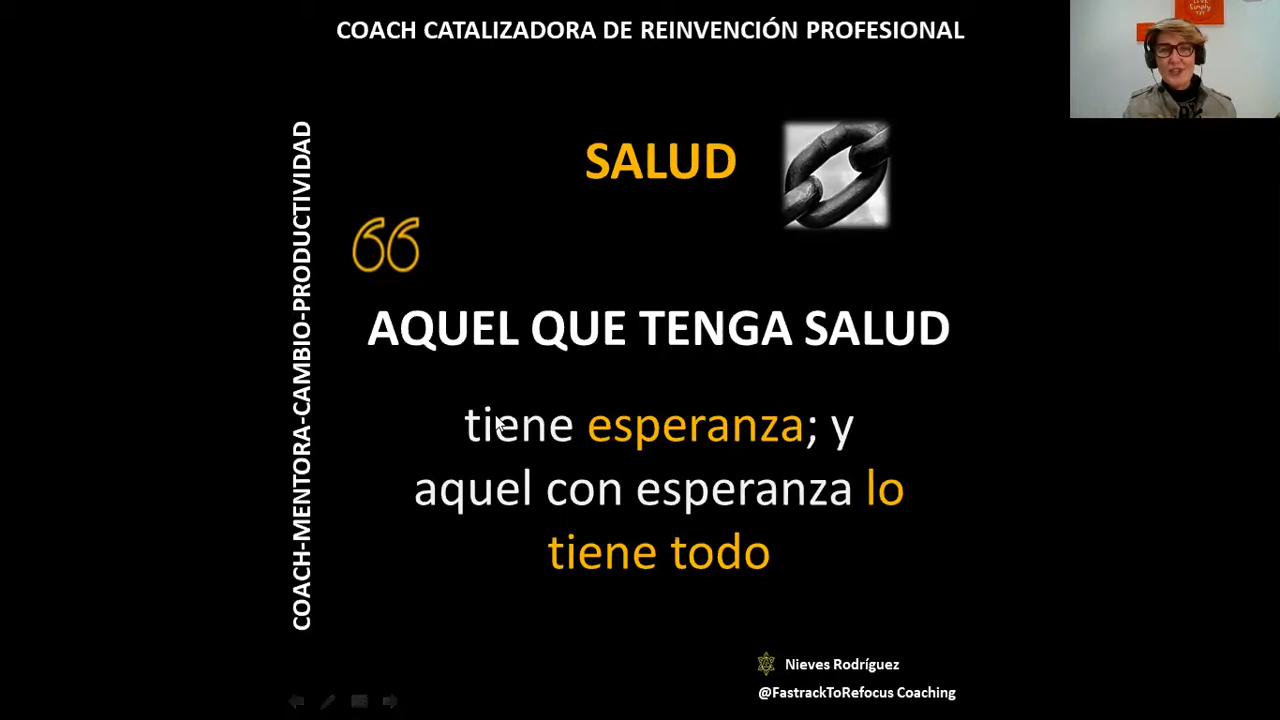 COACH CATALIZADORA DE REINVENCIÓN PROFESIONAL
COACH-MENTORA-CAMBIO-PRODUCTIVIDAD
SALUD
“
AQUEL QUE TENGA SALUD
tiene esperanza; y
aquel con esperanza lo
tiene todo
Nieves Rodríguez
@FastrackToRefocus Coaching